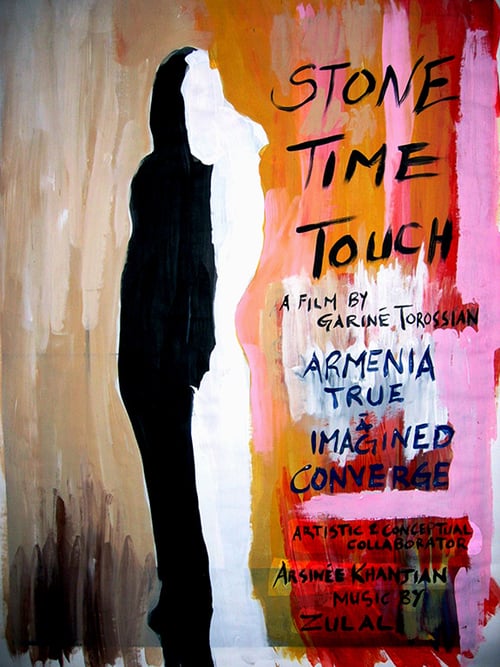 STONE
TIME
TOUCH
A FILM BY
GARINÉ TOROSSIAN
ARMENIA
TRUE
&
IMAGINED
CONVERGE
ARTISTIC & CONCEPTUAL
COLLABORATOR
ARSINÉE KHANJIAN
MUSIC BY
ZULAL